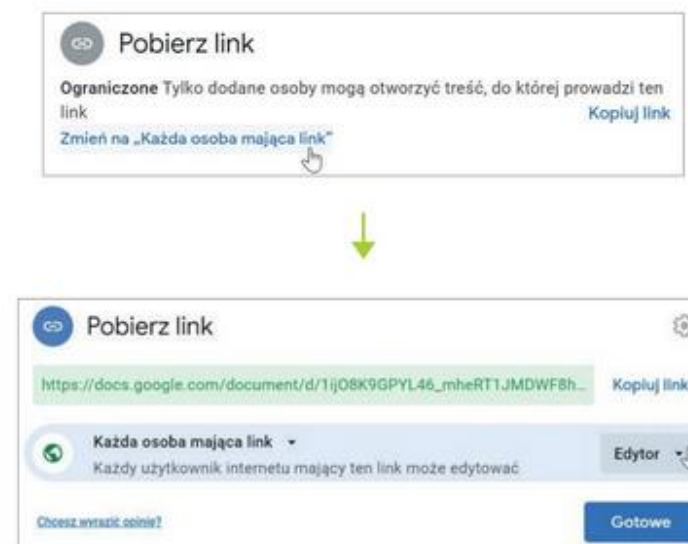 Pobierz link
Ograniczone Tylko dodane osoby mogą otworzyć treść, do której prowadzi ten
link
Kopiuj link
Zmień na „Każda osoba mająca link”
Pobierz link
https://docs.google.com/document/d/1ijO8K9GPYL46_mheRT1JMDWF8h...
Kopiuj link
Każda osoba mająca link
Każdy użytkownik internetu mający ten link może edytować
Edytor
Chcesz wyrazić opinię?
Gotowe